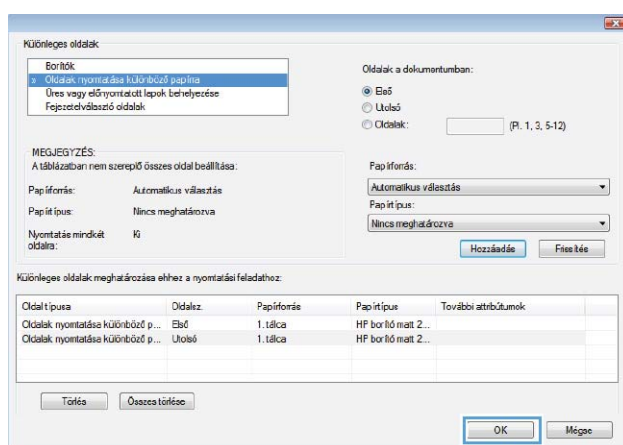 Különleges oldalak
Borítók
» Oldalak nyomtatása különböző papírra
Üres vagy előnyomtatott lapok behelyezése
Fejezetelválasztó oldalak
Oldalak a dokumentumban:
Első
Utolsó
Oldalak:
(Pl. 1, 3, 5-12)
MEGJEGYZÉS:
A táblázatban nem szereplő összes oldal beállítása:
Papírforrás: Automatikus választás
Papírtípus: Nincs meghatározva
Nyomtatás mindkét oldalra: Ki
Papírforrás:
Automatikus választás
Papírtípus:
Nincs meghatározva
Hozzáadás Frissítés
Különleges oldalak meghatározása ehhez a nyomtatási feladathoz:
Oldaltípusa Oldalsz. Papírforrás Papírtípus További attribútumok
Oldalak nyomtatása különböző p... Első 1. tálca HP borító matt 2...
Oldalak nyomtatása különböző p... Utolsó 1. tálca HP borító matt 2...
Törlés Összes törlése
OK Mégse